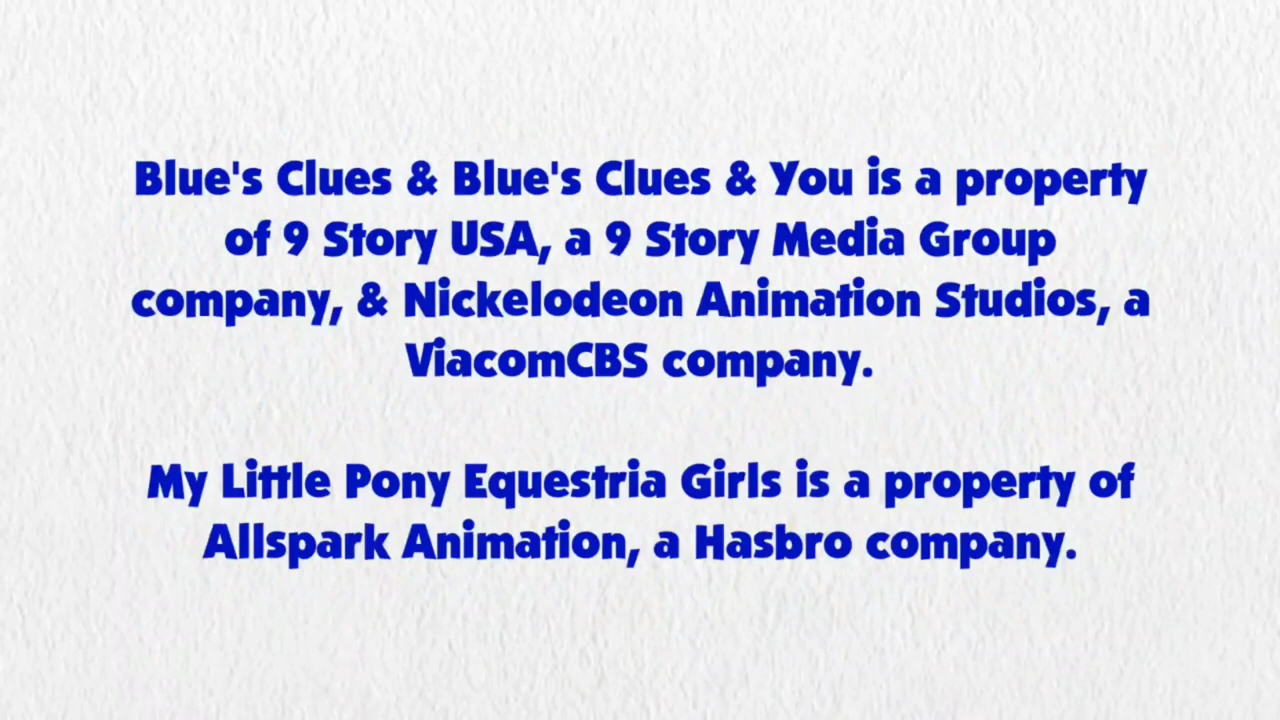 Blue's Clues & Blue's Clues & You is a property
of 9 Story USA, a 9 Story Media Group
company, & Nickelodeon Animation Studios, a
ViacomCBS company.
My Little Pony Equestria Girls is a property of
Allspark Animation, a Hasbro company.